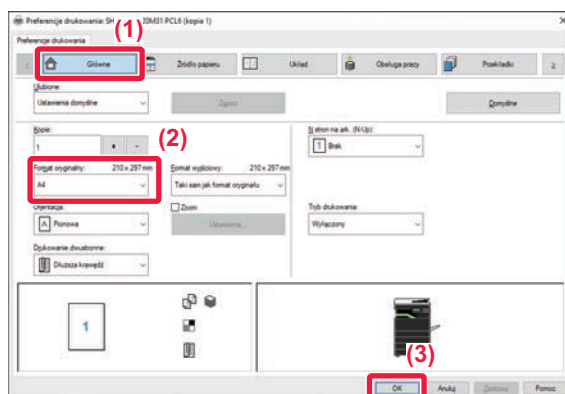 Preferencje drukowania: SH 20M31 PCL6 (kopia 1)
(1)
Preferencje drukowania
Główne
Źródło papieru
Układ
Obsługa pracy
Przekładki
Ulubione:
Ustawienia domyślne
Zapisz
Domyślne
Kopie:
1
(2)
N stron na ark. (N-Up):
1 Brak
Format oryginalny: 210 x 297 mm
Format wyjściowy: 210 x 297 mm
A4
Taki sam jak format oryginału
Orientacja:
Zoom
Tryb drukowania:
A Pionowa
Ustawienia...
Wyłączony
Drukowanie dwustronne:
Dłuższa krawędź
1
(3)
OK
Anuluj
Zastosuj
Pomoc